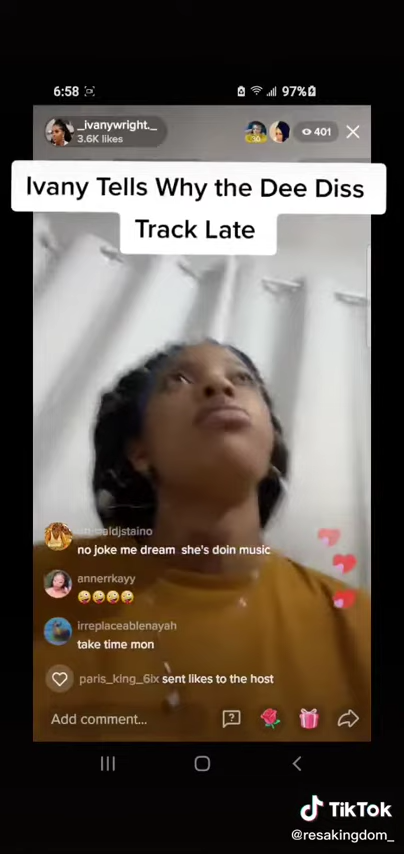 6:58
97%
_ivanywright._
3.6K likes
401
Ivany Tells Why the Dee Diss
Track Late
no joke me dream  she's doin music
annerrkayy
🤪🤪🤪🤪
irreplaceablenayah
take time mon
paris_king_6ix sent likes to the host
Add comment...
TikTok
@resakingdom_